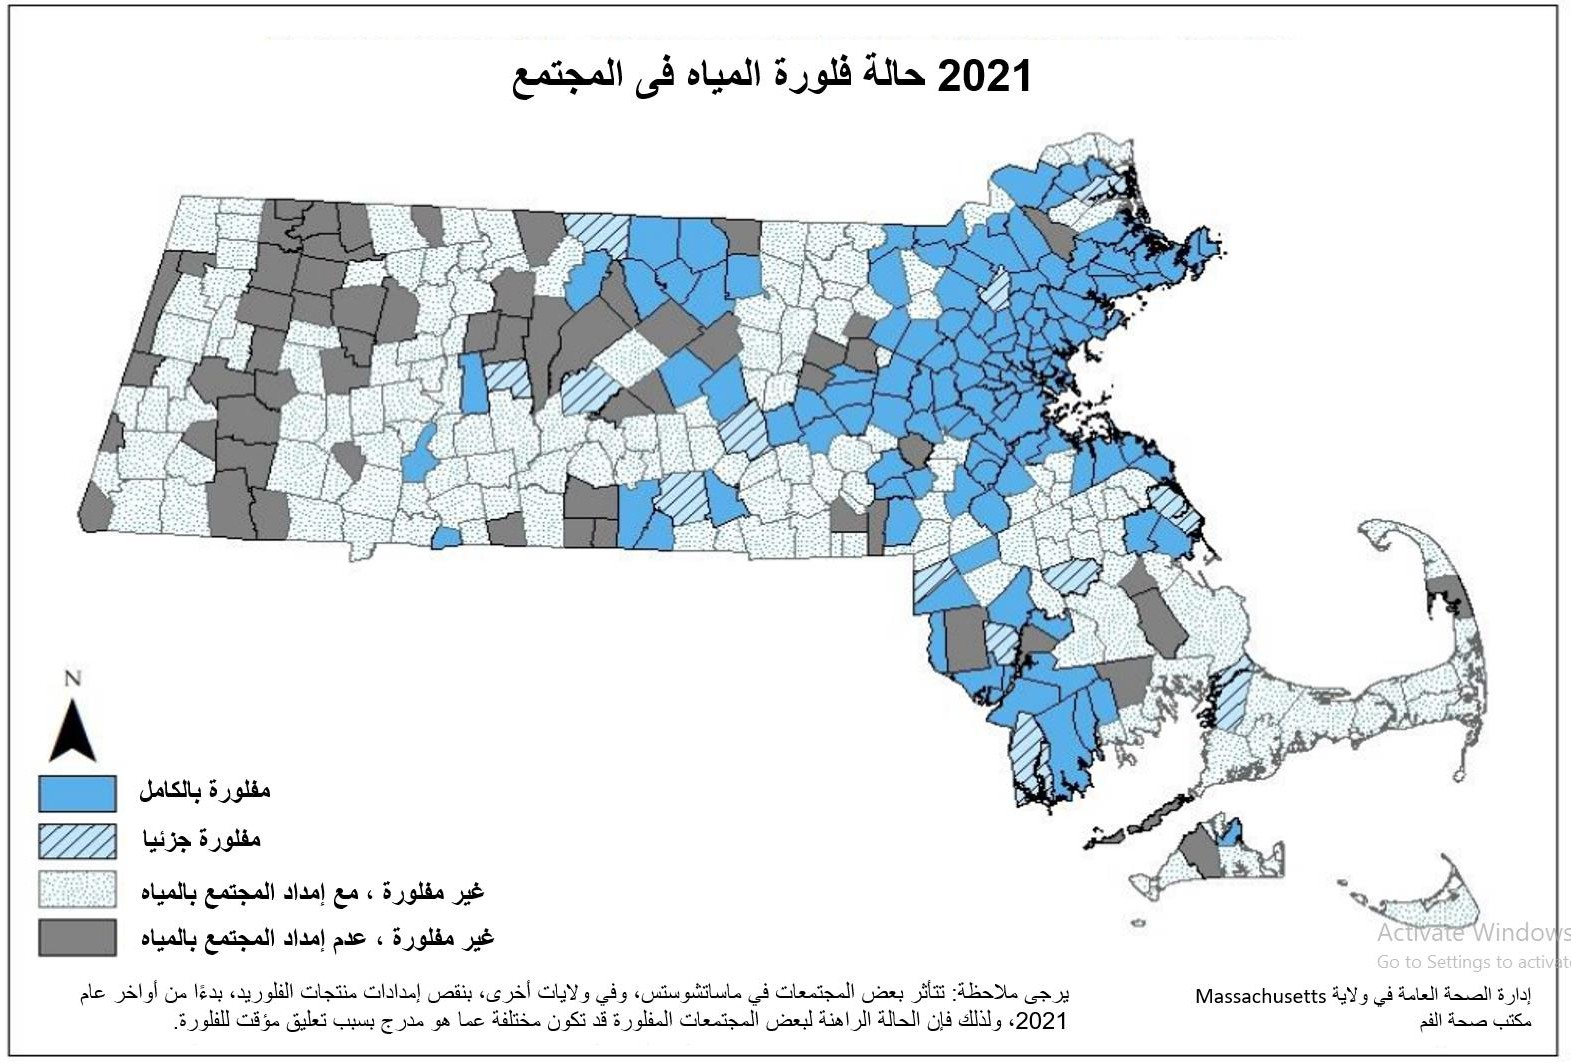 2021 حالة فلورة المياه فى المجتمع
N
مفلورة بالكامل
مفلورة جزئيا
غير مفلورة ، مع إمداد المجتمع بالمياه
غير مفلورة ، عدم إمداد المجتمع بالمياه
Activate Windows
Go to Settings to activate
يرجى ملاحظة: تتأثر بعض المجتمعات في ماساتشوستس، وفي ولايات أخرى، بنقص إمدادات منتجات الفلوريد، بدءًا من أواخر عام
2021، ولذلك فإن الحالة الراهنة لبعض المجتمعات المفلورة قد تكون مختلفة عما هو مدرج بسبب تعليق مؤقت للفلورة.
إدارة الصحة العامة في ولاية Massachusetts
مكتب صحة الفم